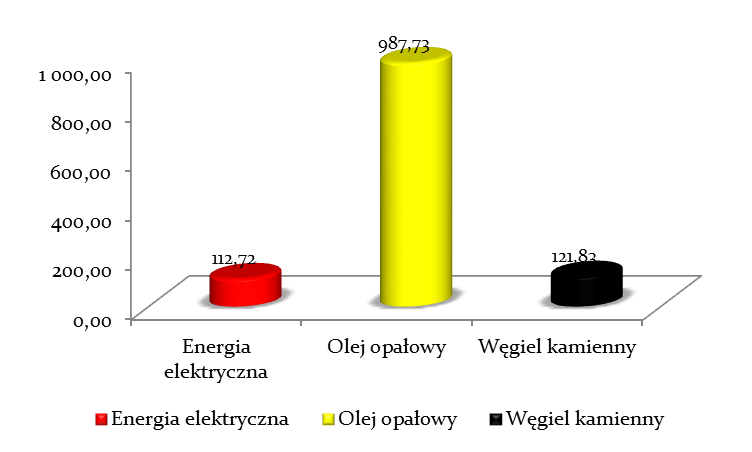 987,73
1 000,00
800,00
600,00
400,00
200,00
0,00
112,72
121,83
Energia elektryczna
Olej opałowy
Węgiel kamienny
Energia elektryczna
Olej opałowy
Węgiel kamienny